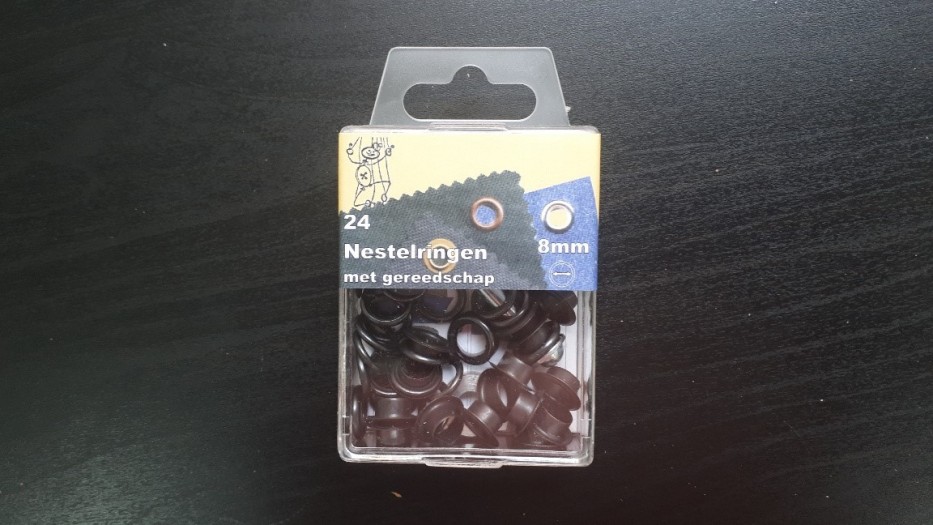 24
Nestelringen
met gereedschap
8mm